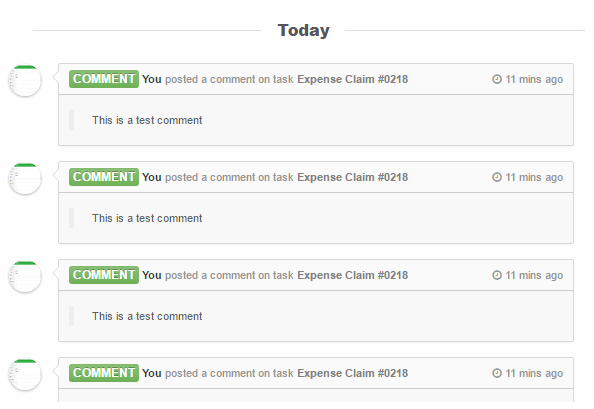 Today
COMMENT You posted a comment on task Expense Claim #0218 11 mins ago
This is a test comment
COMMENT You posted a comment on task Expense Claim #0218 11 mins ago
This is a test comment
COMMENT You posted a comment on task Expense Claim #0218 11 mins ago
This is a test comment
COMMENT You posted a comment on task Expense Claim #0218 11 mins ago